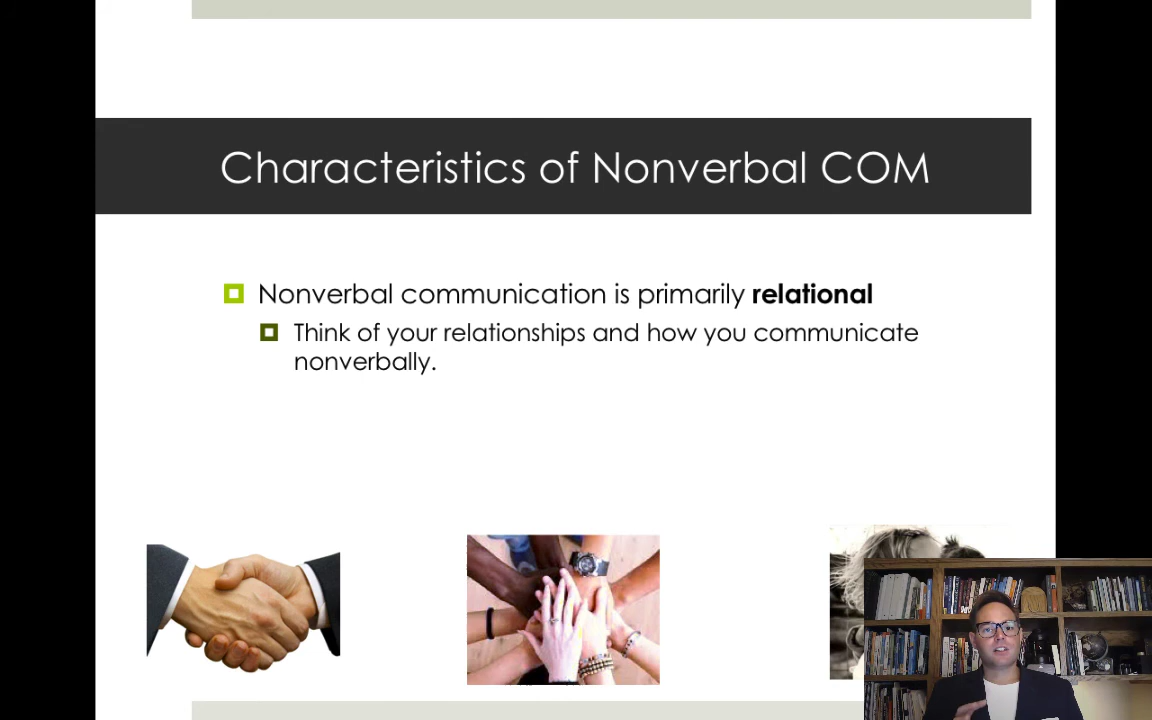 Characteristics of Nonverbal COM
Nonverbal communication is primarily relational
Think of your relationships and how you communicate
nonverbally.